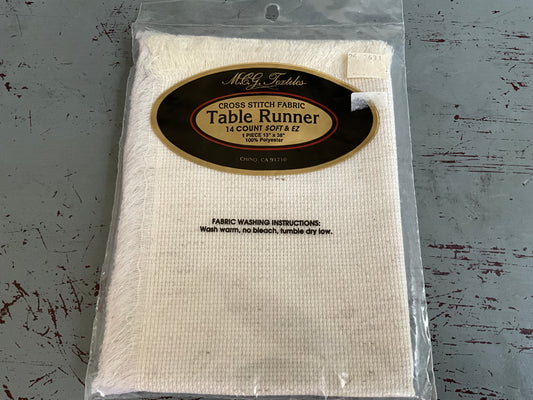 M.C.G. Textiles
CROSS STITCH FABRIC
Table Runner
14 COUNT SOFT & EZ
1 PIECE 13" x 36"
100% Polyester
CHINO, CA 91710
FABRIC WASHING INSTRUCTIONS:
Wash warm, no bleach, tumble dry low.